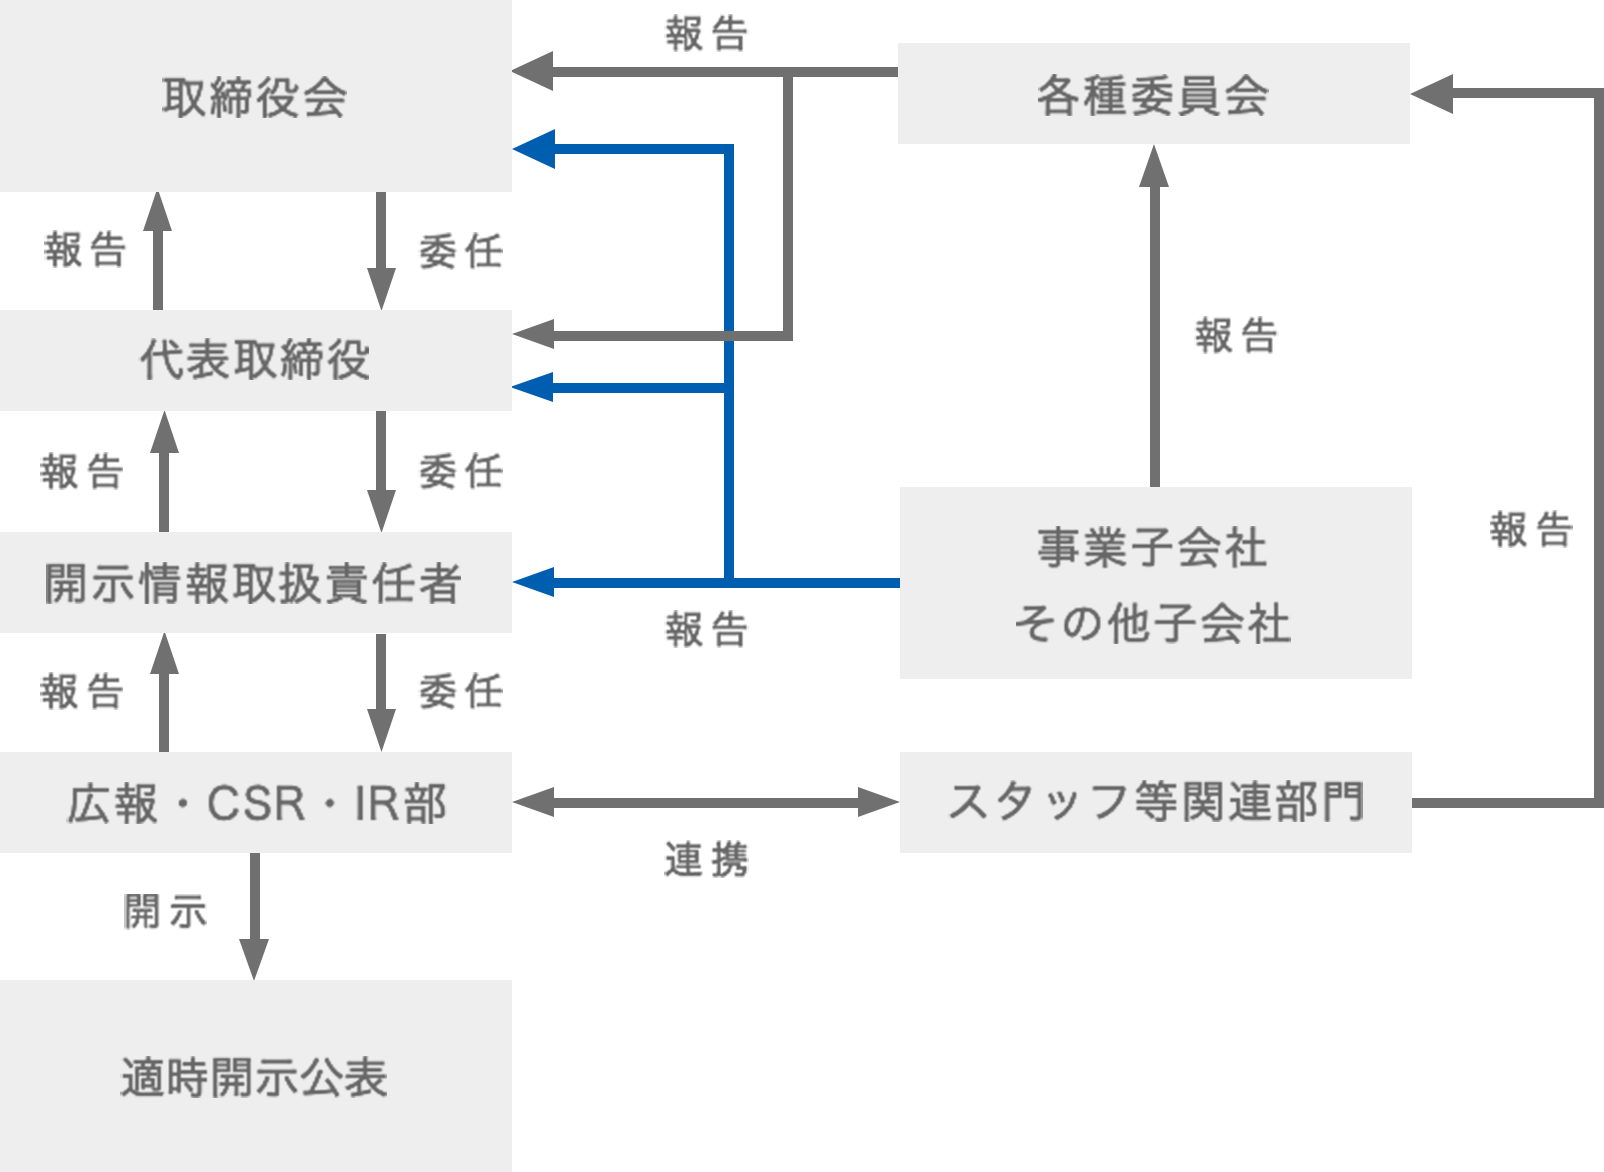 報告
取締役会
各種委員会
報告
委任
報告
代表取締役
報告
委任
報告
事業子会社
その他子会社
開示情報取扱責任者
報告
報告
委任
広報・CSR・IR部
スタッフ等関連部門
連携
開示
適時開示公表